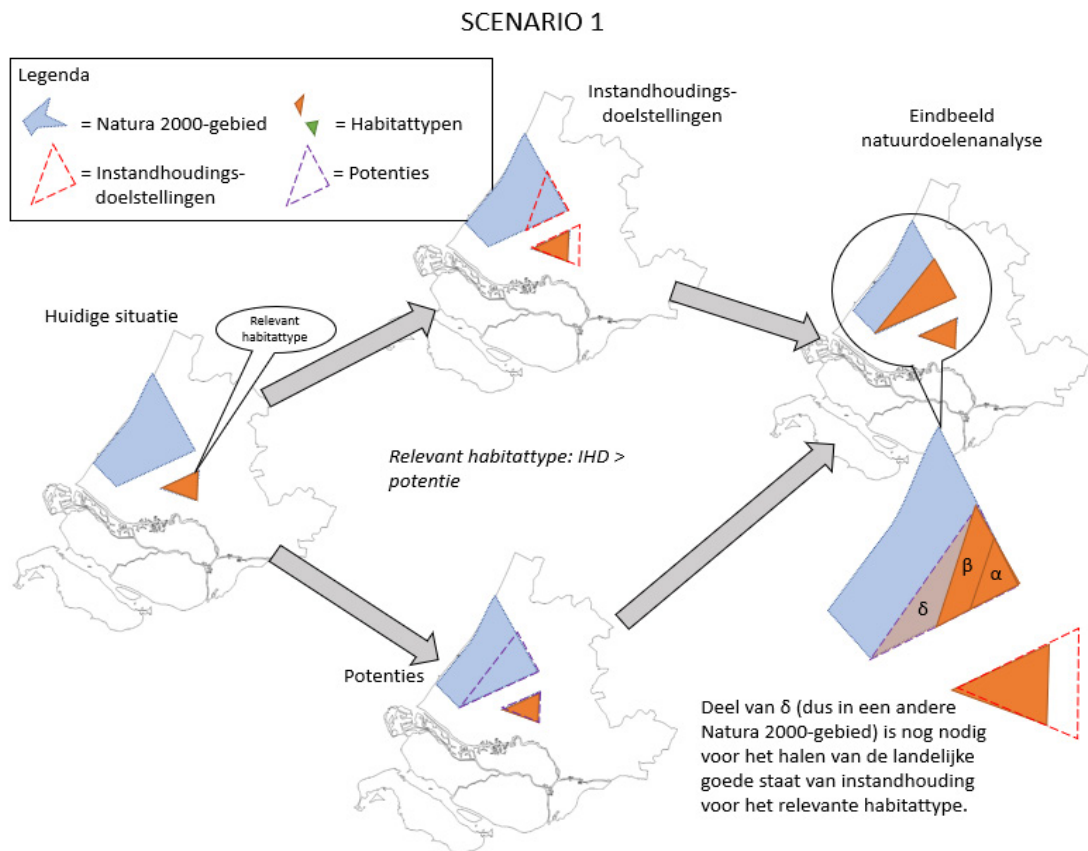 SCENARIO 1
Legenda
= Natura 2000-gebied
= Habitattypen
= Instandhoudings-
doelstellingen
= Potenties
Instandhoudings-
doelstellingen
Eindbeeld
natuurdoelenanalyse
Huidige situatie
Relevant
habitattype
Relevant habitattype: IHD >
potentie
Potenties
β
α
δ
Deel van δ (dus in een andere
Natura 2000-gebied) is nog nodig
voor het halen van de landelijke
goede staat van instandhouding
voor het relevante habitattype.